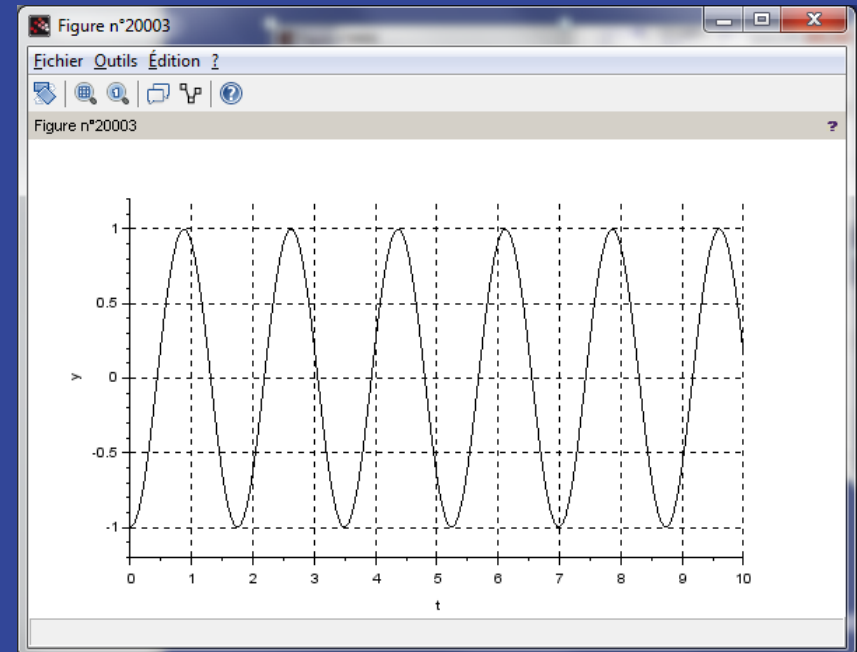 Figure n°20003
Fichier Outils Édition ?
Figure n°20003 ?
1
0.5
y 0
-0.5
-1
0 1 2 3 4 5 6 7 8 9 10
t